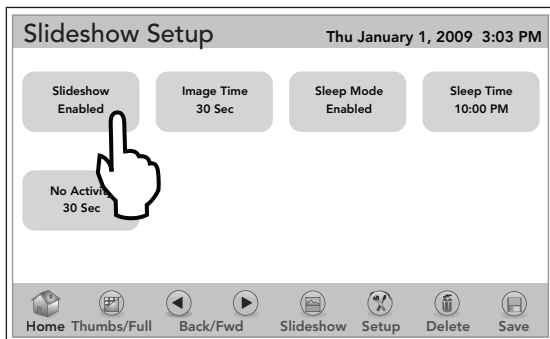 Slideshow Setup
Thu January 1, 2009 3:03 PM
Slideshow
Enabled
Image Time
30 Sec
Sleep Mode
Enabled
Sleep Time
10:00 PM
No
30 Sec
Home Thumbs/Full Back/Fwd Slideshow Setup Delete Save